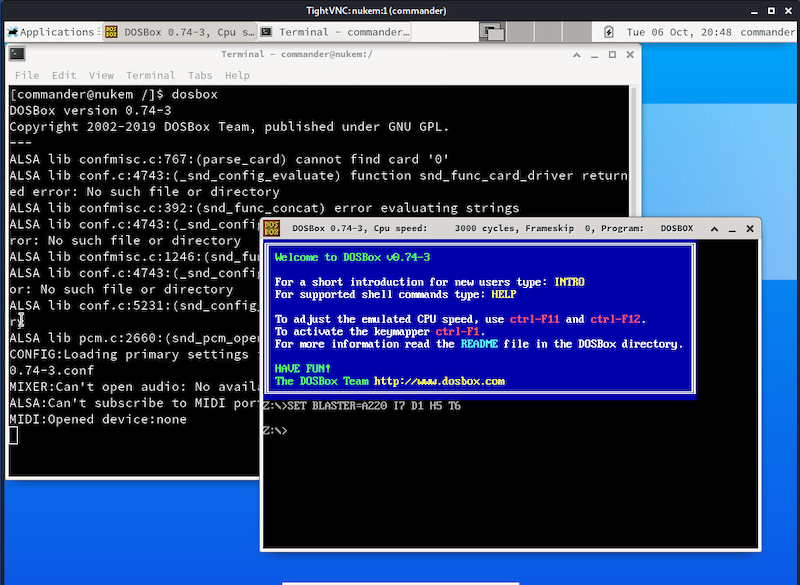 TightVNC: nukem:1 (commander)
Applications DOSBox 0.74-3, Cpu s... Terminal - commander... Tue 06 Oct, 20:48 commander
Terminal - commander@nukem:/
File Edit View Terminal Tabs Help
[commander@nukem /]$ dosbox
DOSBox version 0.74-3
Copyright 2002-2019 DOSBox Team, published under GNU GPL.
---
ALSA lib confmisc.c:767:(parse_card) cannot find card '0'
ALSA lib conf.c:4743:(_snd_config_evaluate) function snd_func_card_driver return
ed error: No such file or directory
ALSA lib confmisc.c:392:(snd_func_concat) error evaluating strings
ALSA lib conf.c:4743:(_snd_config
ror: No such file or directory
ALSA lib confmisc.c:1246:(snd_fu
ALSA lib conf.c:4743:(_snd_config
or: No such file or directory
ALSA lib conf.c:5231:(snd_config_
ry
ALSA lib pcm.c:2660:(snd_pcm_ope
CONFIG:Loading primary settings
0.74-3.conf
MIXER:Can't open audio: No availa
ALSA:Can't subscribe to MIDI por
MIDI:Opened device:none
DOSBox 0.74-3, Cpu speed: 3000 cycles, Frameskip 0, Program: DOSBOX
Welcome to DOSBox v0.74-3
For a short introduction for new users type: INTRO
For supported shell commands type: HELP
To adjust the emulated CPU speed, use ctrl-F11 and ctrl-F12.
To activate the keymapper ctrl-F1.
For more information read the README file in the DOSBox directory.
HAVE FUN!
The DOSBox Team http://www.dosbox.com
Z:\>SET BLASTER=A220 I7 D1 H5 T6
Z:\>